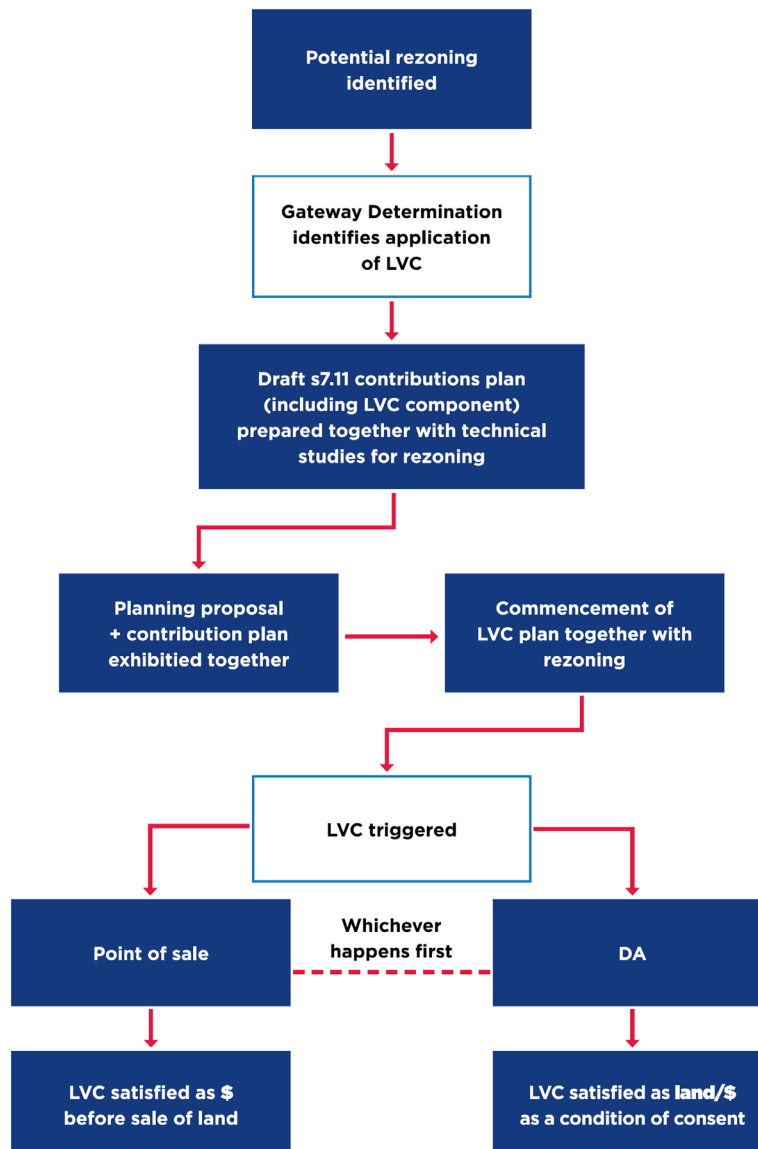 Potential rezoning
identified
Gateway Determination
identifies application
of LVC
Draft s7.11 contributions plan
(including LVC component)
prepared together with technical
studies for rezoning
Planning proposal
+ contribution plan
exhibitied together
Commencement of
LVC plan together with
rezoning
LVC triggered
Point of sale
Whichever
happens first
DA
LVC satisfied as $
before sale of land
LVC satisfied as land/$
as a condition of consent